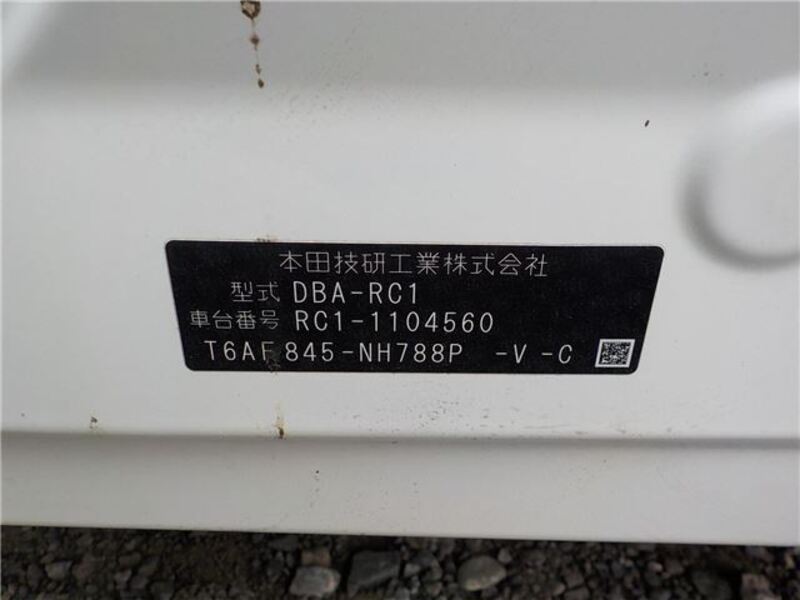 本田技研工業株式会社
型式 DBA-RC1
車台番号 RC1-1104560
T6AF 845-NH788P -V -C